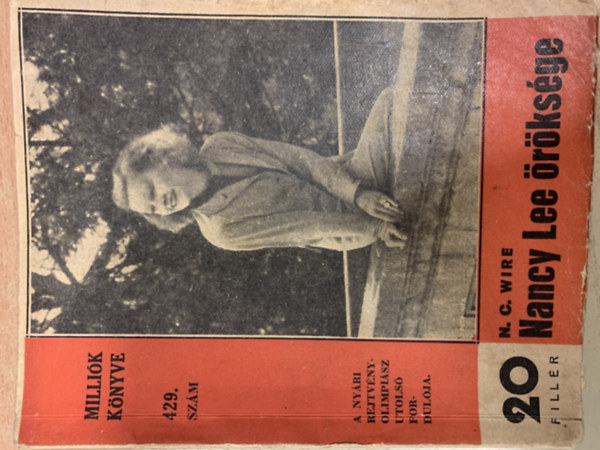 MILLIÓK
KÖNYVE
429.
SZÁM
A NYÁRI
REJTVÉNY-
OLIMPIÁSZ
UTOLSÓ
FOR-
DULÓJA.
20
FILLÉR
N. C. WIRE
Nancy Lee öröksége